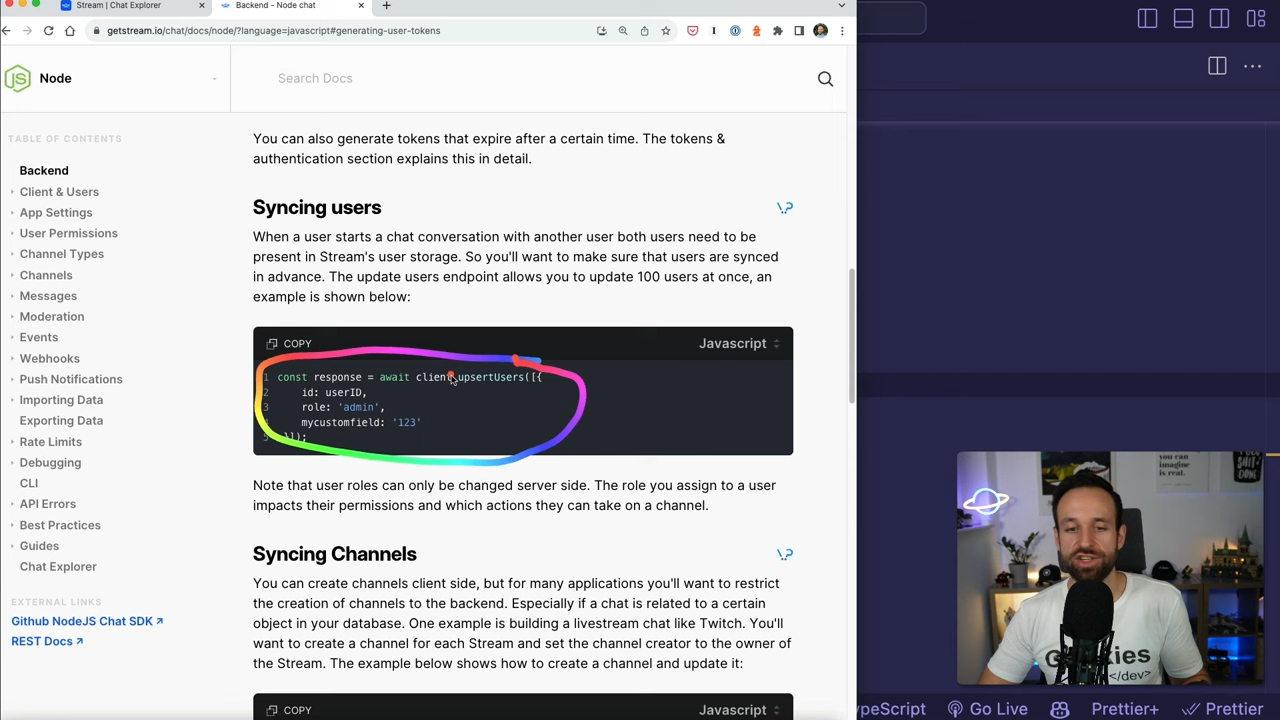 Stream | Chat Explorer
Backend - Node chat
getstream.io/chat/docs/node/?language=javascript#generating-user-tokens
JS Node
Search Docs
TABLE OF CONTENTS
Backend
Client & Users
App Settings
User Permissions
Channel Types
Channels
Messages
Moderation
Events
Webhooks
Push Notifications
Importing Data
Exporting Data
Rate Limits
Debugging
CLI
API Errors
Best Practices
Guides
Chat Explorer
EXTERNAL LINKS
Github NodeJS Chat SDK ↗
REST Docs ↗
You can also generate tokens that expire after a certain time. The tokens &
authentication section explains this in detail.
Syncing users
When a user starts a chat conversation with another user both users need to be
present in Stream's user storage. So you'll want to make sure that users are synced
in advance. The update users endpoint allows you to update 100 users at once, an
example is shown below:
COPY Javascript
1 const response = await client.upsertUsers([{
2 id: userID,
3 role: 'admin',
4 mycustomfield: '123'
5 }]);
Note that user roles can only be changed server side. The role you assign to a user
impacts their permissions and which actions they can take on a channel.
Syncing Channels
You can create channels client side, but for many applications you'll want to restrict
the creation of channels to the backend. Especially if a chat is related to a certain
object in your database. One example is building a livestream chat like Twitch. You'll
want to create a channel for each Stream and set the channel creator to the owner of
the Stream. The example below shows how to create a channel and update it:
COPY Javascript
you can
imagine
is real.
</dev>
ypeScript Go Live Prettier+ Prettier